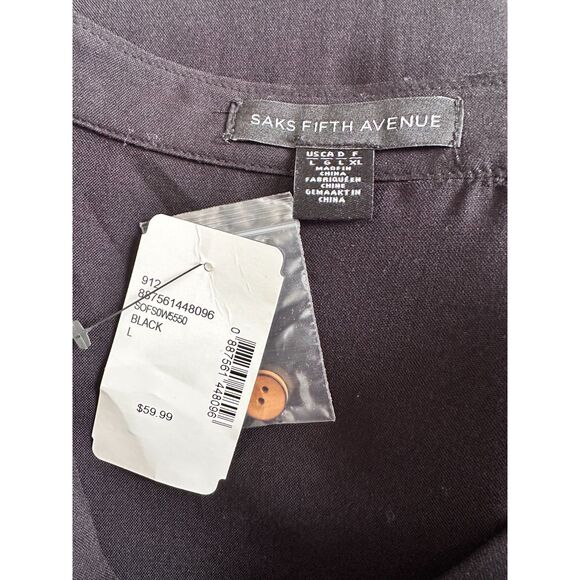 SAKS FIFTH AVENUE
US CA D F
L G L XL
MADE IN
CHINA
FABRIQUÉ EN
CHINE
GEMAAKT IN
CHINA
912
887561448096
SOFS0W5550
BLACK
L
$59.99
0 887561 448096